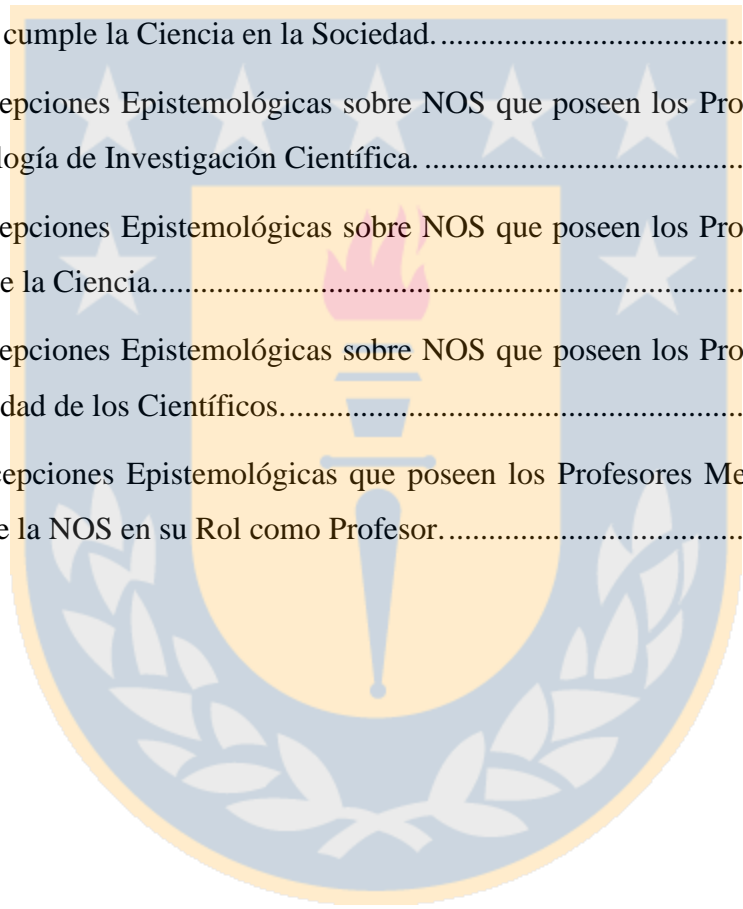 cumple la Ciencia en la Sociedad.
epciones Epistemológicas sobre NOS que poseen los Pro
logía de Investigación Científica.
epciones Epistemológicas sobre NOS que poseen los Pro
e la Ciencia.
epciones Epistemológicas sobre NOS que poseen los Pro
dad de los Científicos.
cepciones Epistemológicas que poseen los Profesores Me
e la NOS en su Rol como Profesor.